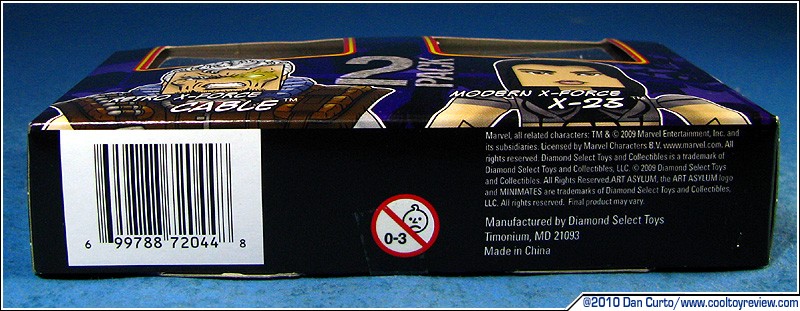 2
PACK
RETRO X-FORCE
CABLE™
MODERN X-FORCE
X-23™
Marvel, all related characters: TM & © 2009 Marvel Entertainment, Inc. and
its subsidiaries. Licensed by Marvel Characters B.V. www.marvel.com. All
rights reserved. Diamond Select Toys and Collectibles is a trademark of
Diamond Select Toys and Collectibles, LLC. © 2009 Diamond Select Toys
and Collectibles. All Rights Reserved.ART ASYLUM, the ART ASYLUM logo
and MINIMATES are trademarks of Diamond Select Toys and Collectibles,
LLC. All rights reserved. Final product may vary.
Manufactured by Diamond Select Toys
Timonium, MD 21093
Made in China
0-3
6 99788 72044 8
©2010 Dan Curto/www.cooltoyreview.com